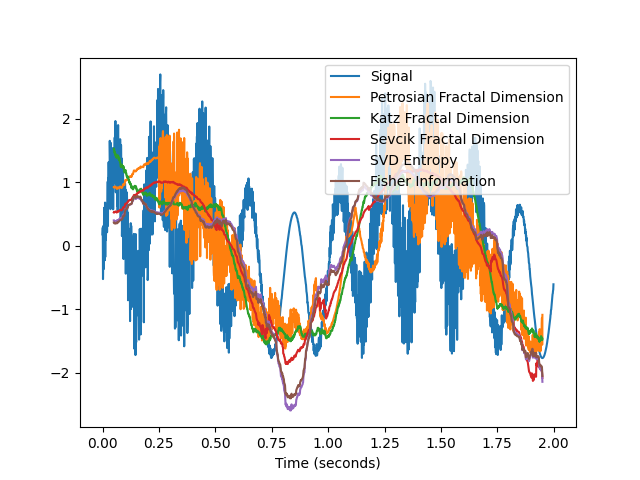 Signal
Petrosian Fractal Dimension
Katz Fractal Dimension
Sevcik Fractal Dimension
SVD Entropy
Fisher Information
2
1
0
−1
−2
0.00 0.25 0.50 0.75 1.00 1.25 1.50 1.75 2.00
Time (seconds)